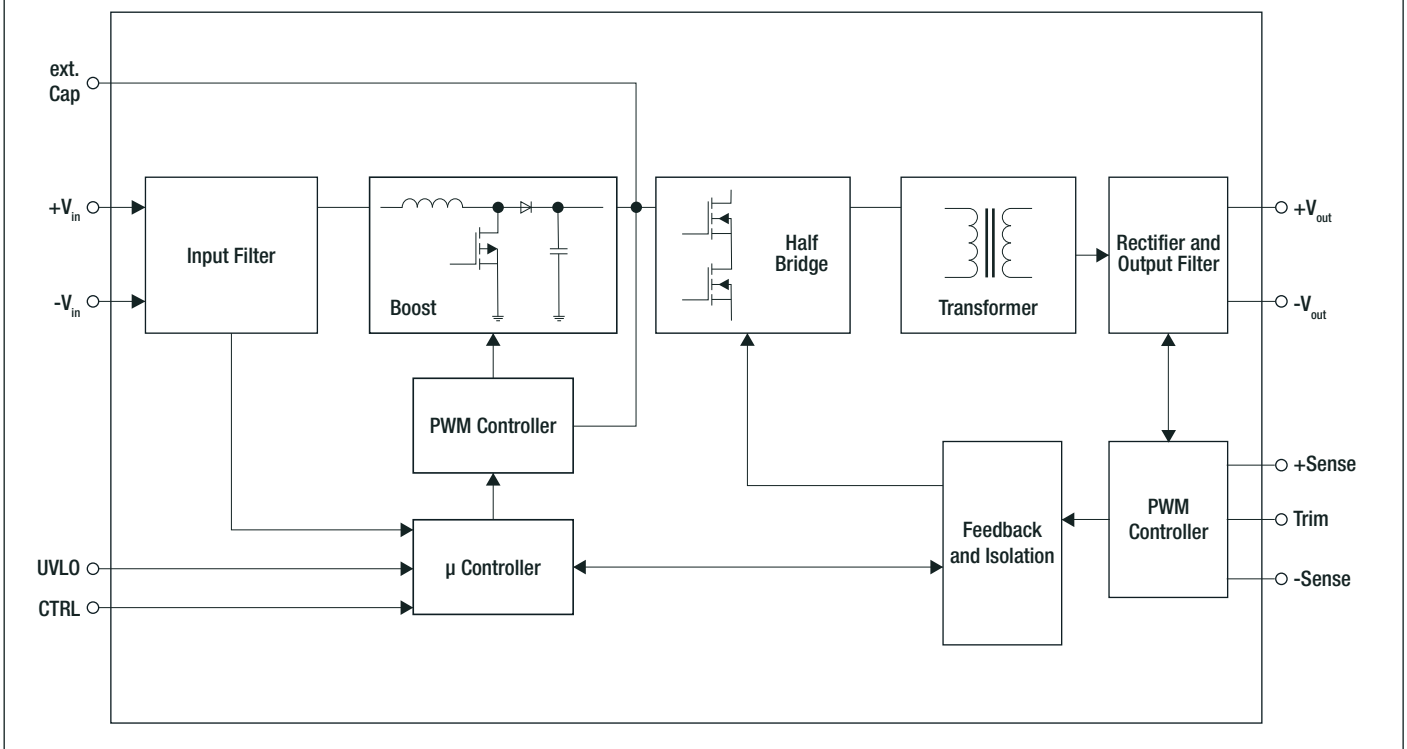 ext.
Cap
+Vin
-Vin
Input Filter
Boost
Half
Bridge
Transformer
Rectifier and
Output Filter
+Vout
-Vout
PWM Controller
μ Controller
UVLO
CTRL
Feedback
and Isolation
PWM
Controller
+Sense
Trim
-Sense